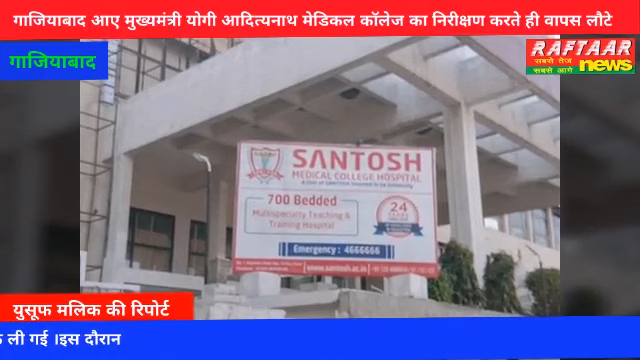 गाजियाबाद आए मुख्यमंत्री योगी आदित्यनाथ मेडिकल कॉलेज का निरीक्षण करते ही वापस लौटे
RAFTAAR
सबसे तेज
सबसे आगे
news
गाजियाबाद
SANTOSH
MEDICAL COLLEGE HOSPITAL
700 Bedded
Multispecialty Teaching &
Training Hospital
24
Emergency : 4666666
www.santosh.ac.in
यूसूफ मलिक की रिपोर्ट
ली गई ।इस दौरान